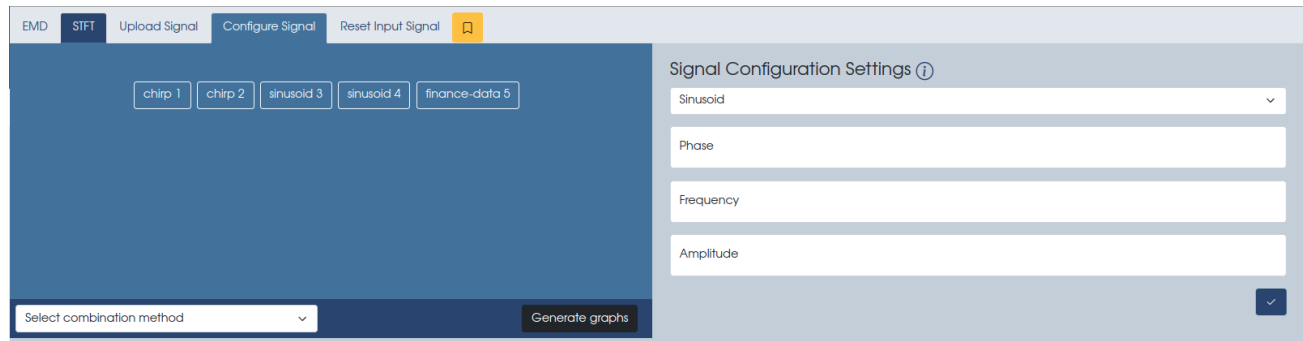 EMD STFT Upload Signal Configure Signal Reset Input Signal
chirp 1 chirp 2 sinusoid 3 sinusoid 4 finance-data 5
Select combination method Generate graphs
Signal Configuration Settings i
Sinusoid
Phase
Frequency
Amplitude